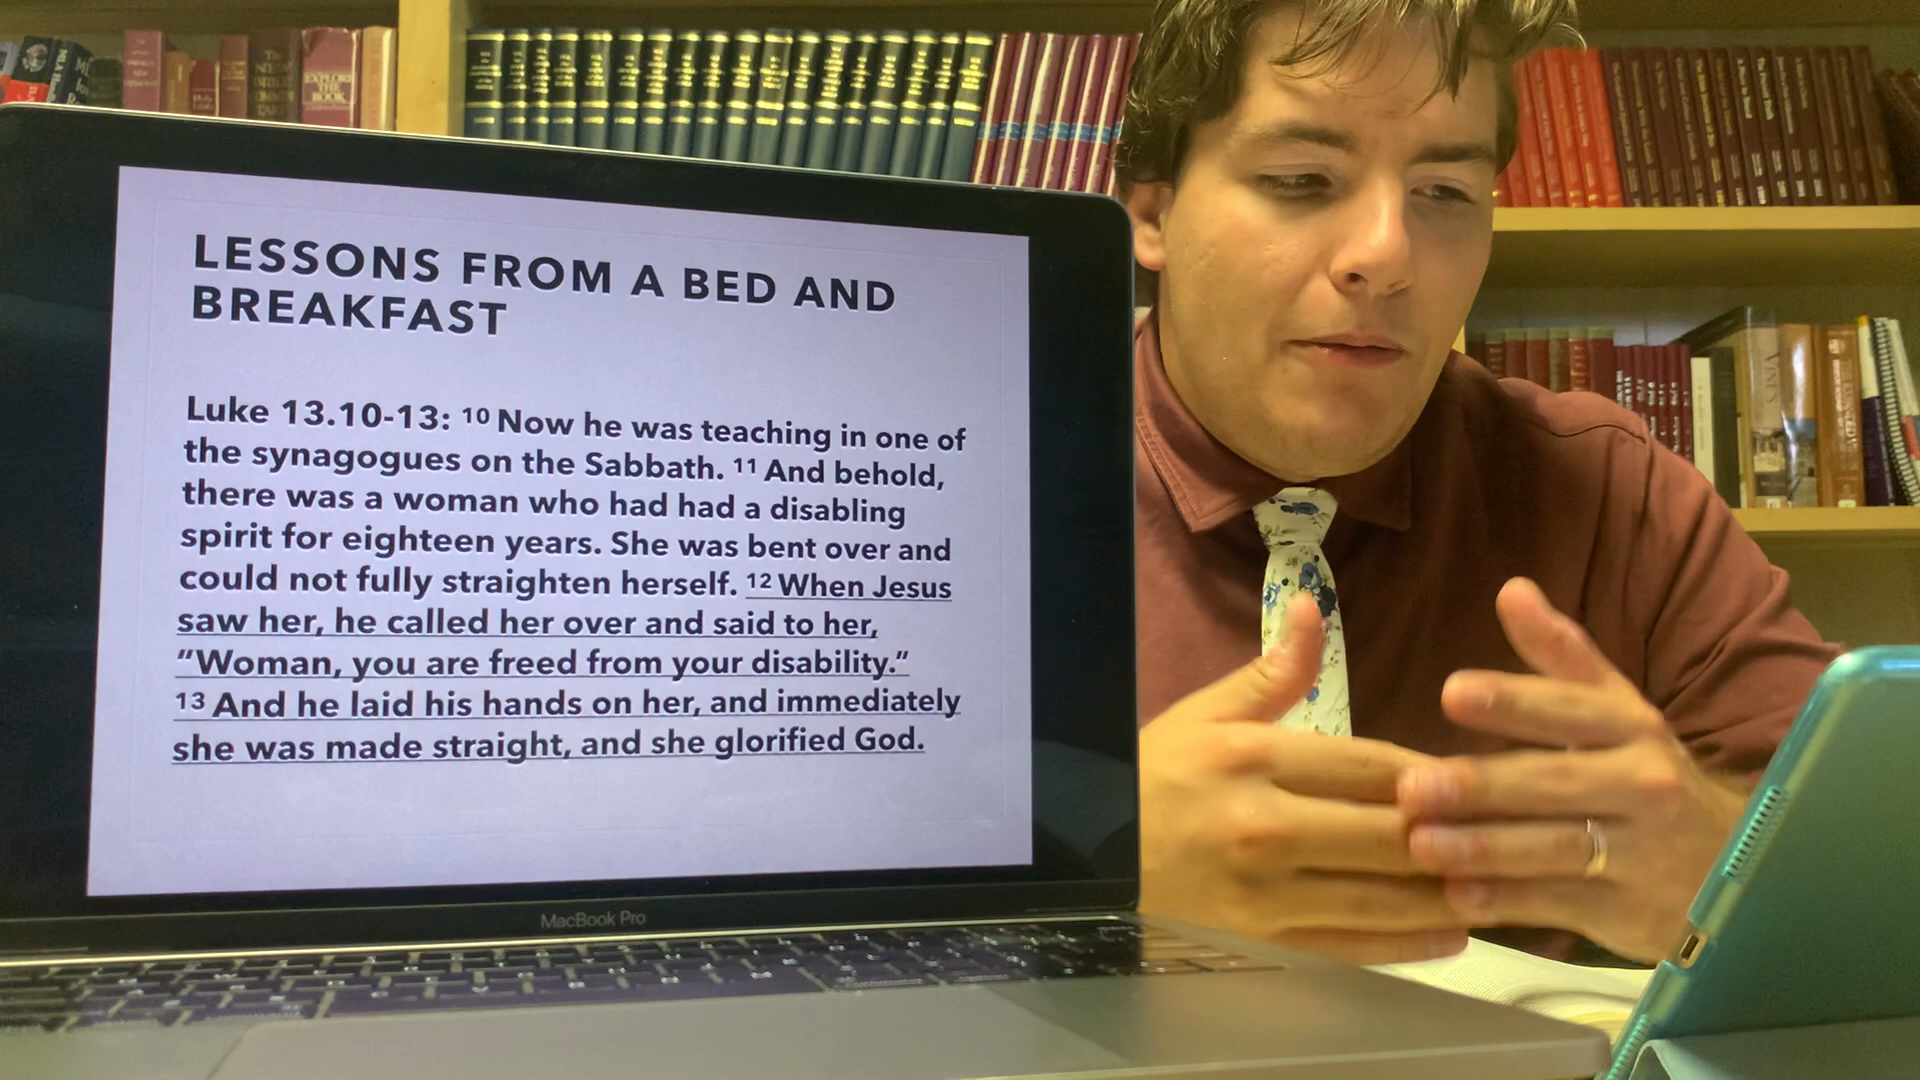 EXPLORE
THE
BOOK
VINE'S
LESSONS FROM A BED AND
BREAKFAST
Luke 13.10-13: 10 Now he was teaching in one of
the synagogues on the Sabbath. 11 And behold,
there was a woman who had had a disabling
spirit for eighteen years. She was bent over and
could not fully straighten herself. 12 When Jesus
saw her, he called her over and said to her,
"Woman, you are freed from your disability."
13 And he laid his hands on her, and immediately
she was made straight, and she glorified God.
MacBook Pro